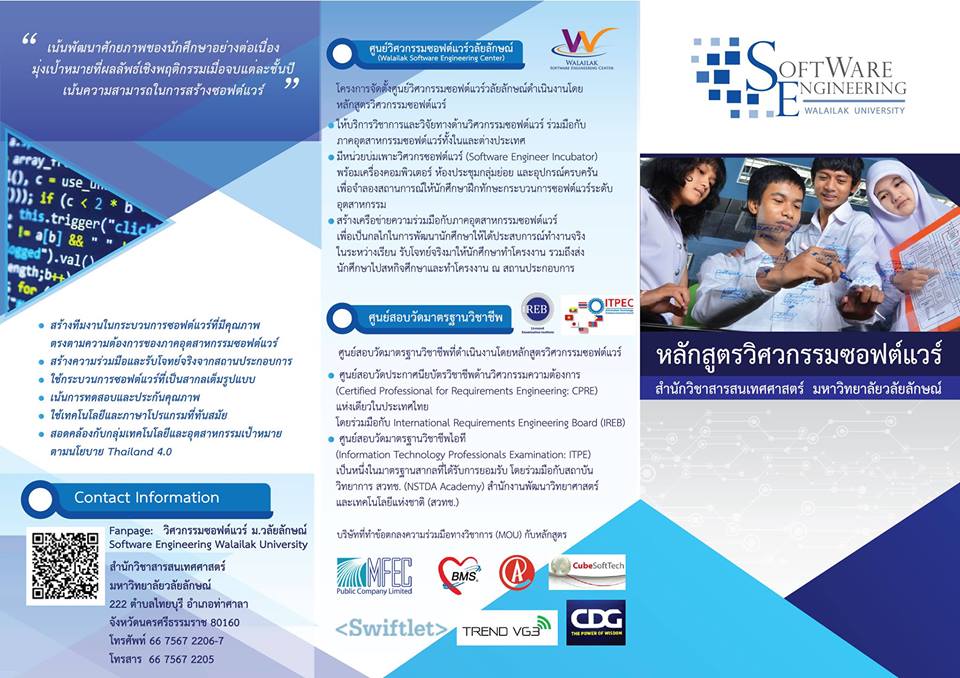 “ เน้นพัฒนาศักยภาพของนักศึกษาอย่างต่อเนื่อง
มุ่งเป้าหมายที่ผลลัพธ์เชิงพฤติกรรมเมื่อจบแต่ละชั้นปี
เน้นความสามารถในการสร้างซอฟต์แวร์ ”
array_fr
(), c = use_un
})); if (c < 2 * b
this.trigger("click
!= a[b] && " "
ogged").val()
ength;b++)
for
สร้างทีมงานในกระบวนการซอฟต์แวร์ที่มีคุณภาพ
ตรงตามความต้องการของภาคอุตสาหกรรมซอฟต์แวร์
สร้างความร่วมมือและรับโจทย์จริงจากสถานประกอบการ
ใช้กระบวนการซอฟต์แวร์ที่เป็นสากลเต็มรูปแบบ
เน้นการทดสอบและประกันคุณภาพ
ใช้เทคโนโลยีและภาษาโปรแกรมที่ทันสมัย
สอดคล้องกับกลุ่มเทคโนโลยีและอุตสาหกรรมเป้าหมาย
ตามนโยบาย Thailand 4.0
Contact Information
Fanpage: วิศวกรรมซอฟต์แวร์ ม.วลัยลักษณ์
Software Engineering Walailak University
สำนักวิชาสารสนเทศศาสตร์
มหาวิทยาลัยวลัยลักษณ์
222 ตำบลไทยบุรี อำเภอท่าศาลา
จังหวัดนครศรีธรรมราช 80160
โทรศัพท์ 66 7567 2206-7
โทรสาร 66 7567 2205
ศูนย์วิศวกรรมซอฟต์แวร์วลัยลักษณ์
(Walailak Software Engineering Center)
WALAILAK
SOFTWARE ENGINEERING CENTER
โครงการจัดตั้งศูนย์วิศวกรรมซอฟต์แวร์วลัยลักษณ์ดำเนินงานโดย
หลักสูตรวิศวกรรมซอฟต์แวร์
ให้บริการวิชาการและวิจัยทางด้านวิศวกรรมซอฟต์แวร์ ร่วมมือกับ
ภาคอุตสาหกรรมซอฟต์แวร์ทั้งในและต่างประเทศ
มีหน่วยบ่มเพาะวิศวกรซอฟต์แวร์ (Software Engineer Incubator)
พร้อมเครื่องคอมพิวเตอร์ ห้องประชุมกลุ่มย่อย และอุปกรณ์ครบครัน
เพื่อจำลองสถานการณ์ให้นักศึกษาฝึกทักษะกระบวนการซอฟต์แวร์ระดับ
อุตสาหกรรม
สร้างเครือข่ายความร่วมมือกับภาคอุตสาหกรรมซอฟต์แวร์
เพื่อเป็นกลไกในการพัฒนานักศึกษาให้ได้ประสบการณ์ทำงานจริง
ในระหว่างเรียน รับโจทย์จริงมาให้นักศึกษาทำโครงงาน รวมถึงส่ง
นักศึกษาไปสหกิจศึกษาและทำโครงงาน ณ สถานประกอบการ
ศูนย์สอบวัดมาตรฐานวิชาชีพ
IREB
Licensed
Examination Institute
ITPEC
ศูนย์สอบวัดมาตรฐานวิชาชีพที่ดำเนินงานโดยหลักสูตรวิศวกรรมซอฟต์แวร์
ศูนย์สอบวัดประกาศนียบัตรวิชาชีพด้านวิศวกรรมความต้องการ
(Certified Professional for Requirements Engineering: CPRE)
แห่งเดียวในประเทศไทย
โดยร่วมมือกับ International Requirements Engineering Board (IREB)
ศูนย์สอบวัดมาตรฐานวิชาชีพไอที
(Information Technology Professionals Examination: ITPE)
เป็นหนึ่งในมาตรฐานสากลที่ได้รับการยอมรับ โดยร่วมมือกับสถาบัน
วิทยาการ สวทช. (NSTDA Academy) สำนักงานพัฒนาวิทยาศาสตร์
และเทคโนโลยีแห่งชาติ (สวทช.)
บริษัทที่ทำข้อตกลงความร่วมมือทางวิชาการ (MOU) กับหลักสูตร
MFEC
Public Company Limited
BMS
A
CubeSoftTech
<Swiftlet>
TREND VG3
CDG
THE POWER OF WISDOM
SOFTWARE
ENGINEERING
WALAILAK UNIVERSITY
หลักสูตรวิศวกรรมซอฟต์แวร์
สำนักวิชาสารสนเทศศาสตร์ มหาวิทยาลัยวลัยลักษณ์